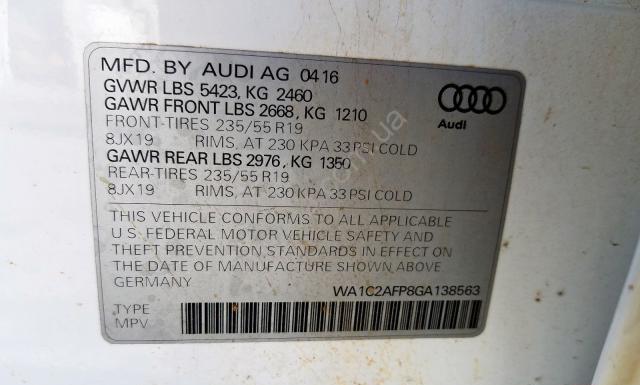 MFD. BY AUDI AG 04 16
GVWR LBS 5423, KG 2460
GAWR FRONT LBS 2668, KG 1210
FRONT-TIRES 235/55 R19
8JX19 RIMS, AT 230 KPA 33 PSI COLD
GAWR REAR LBS 2976, KG 1350
REAR-TIRES 235/55 R19
8JX19 RIMS, AT 230 KPA 33 PSI COLD
Audi
THIS VEHICLE CONFORMS TO ALL APPLICABLE
U.S. FEDERAL MOTOR VEHICLE SAFETY AND
THEFT PREVENTION STANDARDS IN EFFECT ON
THE DATE OF MANUFACTURE SHOWN ABOVE.
GERMANY
WA1C2AFP8GA138563
TYPE
MPV